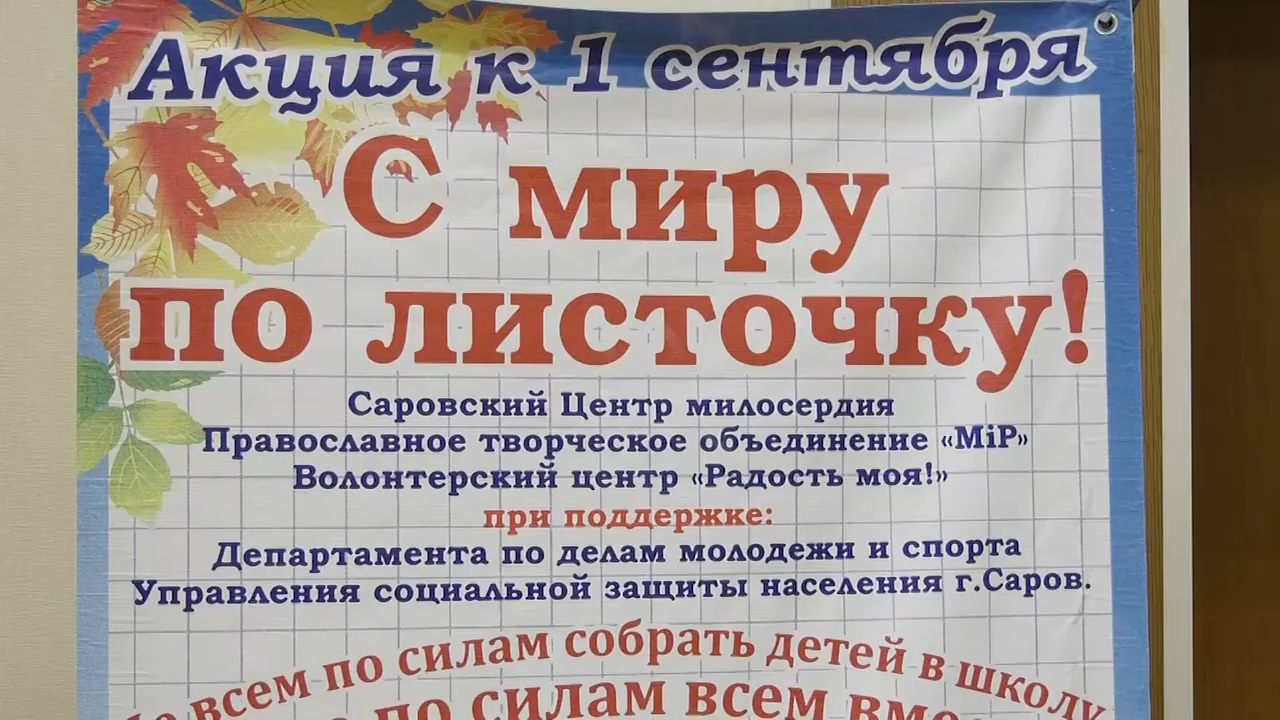 Акция к 1 сентября
С миру
по листочку!
Саровский Центр милосердия
Православное творческое объединение «МiР»
Волонтерский центр «Радость моя!»
при поддержке:
Департамента по делам молодежи и спорта
Управления социальной защиты населения г.Саров.
всем по силам собрать детей в школу
по силам всем